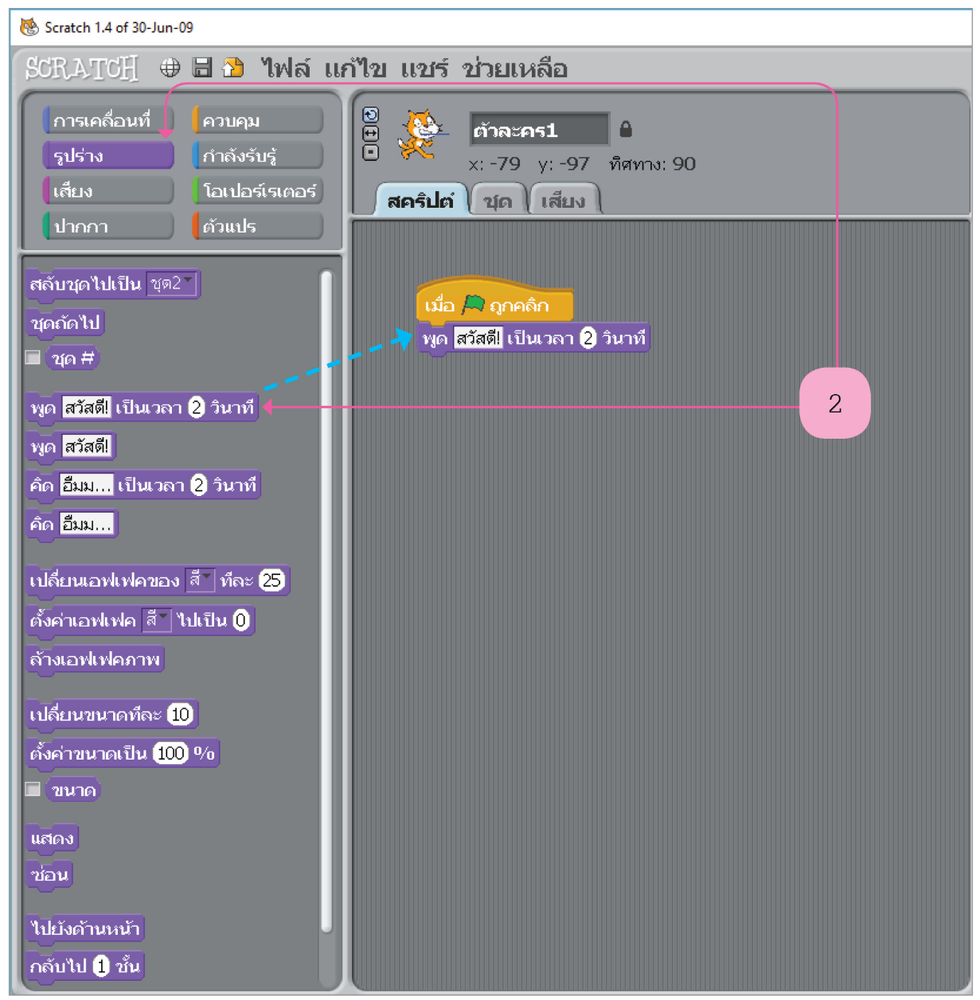 Scratch 1.4 of 30-Jun-09
SCRATCH ไฟล์ แก้ไข แชร์ ช่วยเหลือ
การเคลื่อนที่ ควบคุม
รูปร่าง กำลังรับรู้
เสียง โอเปอร์เรเตอร์
ปากกา ตัวแปร
ตัวละคร1
x: -79 y: -97 ทิศทาง: 90
สคริปต์ ชุด เสียง
สลับชุดไปเป็น ชุด2
ชุดถัดไป
ชุด #
พูด สวัสดี! เป็นเวลา 2 วินาที
พูด สวัสดี!
คิด อืมม... เป็นเวลา 2 วินาที
คิด อืมม...
เปลี่ยนเอฟเฟคของ สี ทีละ 25
ตั้งค่าเอฟเฟค สี ไปเป็น 0
ล้างเอฟเฟคภาพ
เปลี่ยนขนาดทีละ 10
ตั้งค่าขนาดเป็น 100 %
ขนาด
แสดง
ซ่อน
ไปยังด้านหน้า
กลับไป 1 ชั้น
เมื่อ ถูกคลิก
พูด สวัสดี! เป็นเวลา 2 วินาที
2